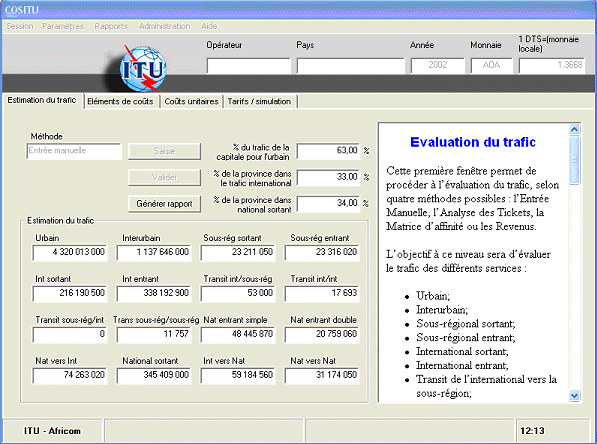 COSITU
Session Paramètres Rapports Administration Aide
Opérateur Pays Année Monnaie 1 DTS=(monnaie locale)
2002 AOA 1,3668
ITU
Estimation du trafic Eléments de coûts Coûts unitaires Tarifs / simulation
Méthode
Entrée manuelle
Saisie
Valider
Générer rapport
% du trafic de la
capitale pour l'urbain
63,00 %
% de la province dans
le trafic international
33,00 %
% de la province dans
national sortant
34,00 %
Estimation du trafic
Urbain Interurbain Sous-rég sortant Sous-rég entrant
4 320 013 000 1 137 646 000 23 211 050 23 316 020
Int sortant Int entrant Transit int/sous-rég Transit int/int
216 190 500 338 192 900 53 000 17 693
Transit sous-rég/int Trans sous-rég/sous-rég Nat entrant simple Nat entrant double
0 11 757 48 445 870 20 759 060
Nat vers Int National sortant Int vers Nat Nat vers Nat
74 263 020 345 409 000 59 184 560 31 174 050
Evaluation du trafic
Cette première fenêtre permet de
procéder à l'évaluation du trafic, selon
quatre méthodes possibles : l'Entrée
Manuelle, l'Analyse des Tickets, la
Matrice d'affinité ou les Revenus.
L'objectif à ce niveau sera d'évaluer
le trafic des différents services :
• Urbain;
• Interurbain;
• Sous-régional sortant;
• Sous-régional entrant;
• International sortant;
• International entrant;
• Transit de l'international vers la
sous-région;
ITU - Africom 12:13